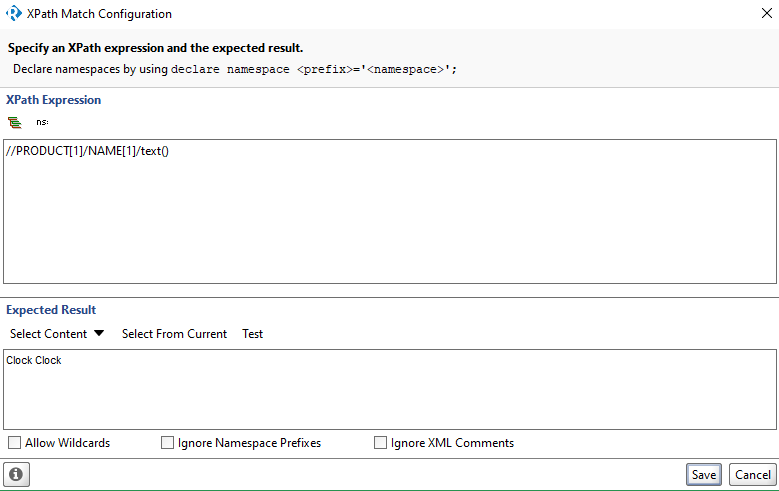 XPath Match Configuration
Specify an XPath expression and the expected result.
Declare namespaces by using declare namespace <prefix>='<namespace>';
XPath Expression
ns:
//PRODUCT[1]/NAME[1]/text()
Expected Result
Select Content Select From Current Test
Clock Clock
Allow Wildcards Ignore Namespace Prefixes Ignore XML Comments
Save Cancel